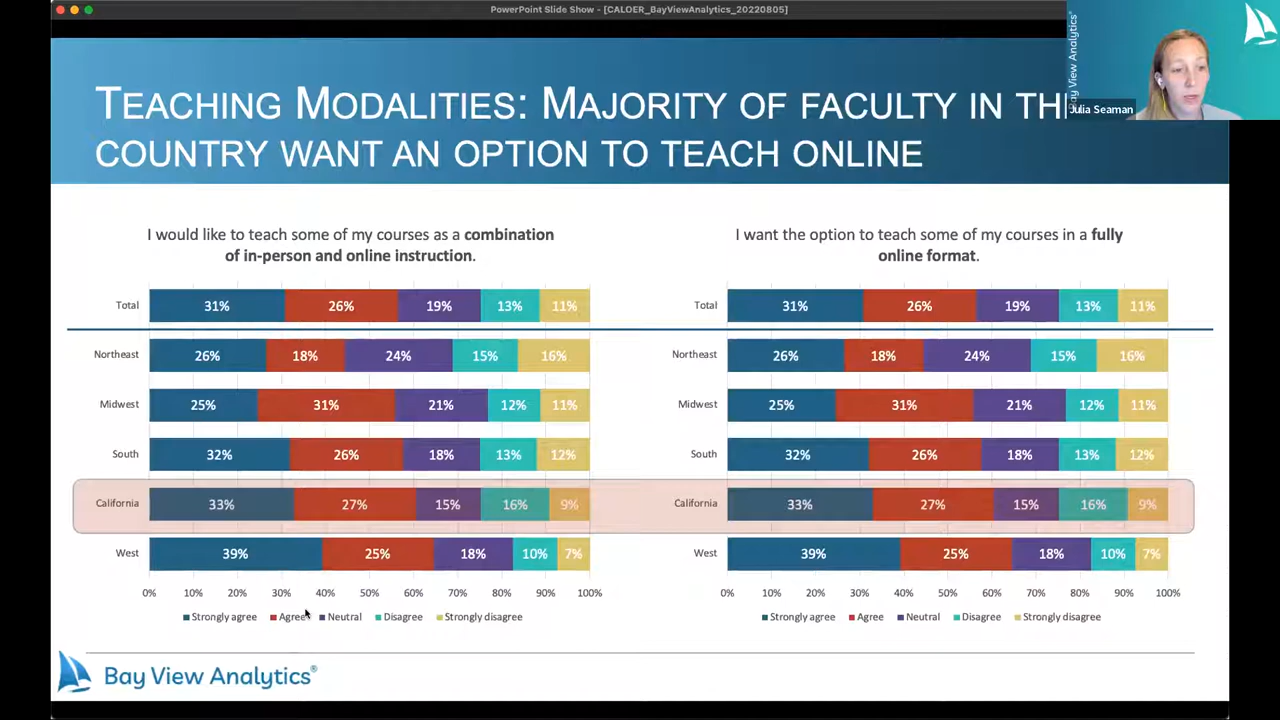 PowerPoint Slide Show - [CALOER_BayViewAnalytics_20220805]
Bay View Analytics®
Julia Seaman
TEACHING MODALITIES: MAJORITY OF FACULTY IN TH
COUNTRY WANT AN OPTION TO TEACH ONLINE
I would like to teach some of my courses as a combination
of in-person and online instruction.
Total 31% 26% 19% 13% 11%
Northeast 26% 18% 24% 15% 16%
Midwest 25% 31% 21% 12% 11%
South 32% 26% 18% 13% 12%
California 33% 27% 15% 16% 9%
West 39% 25% 18% 10% 7%
0% 10% 20% 30% 40% 50% 60% 70% 80% 90% 100%
Strongly agree Agree Neutral Disagree Strongly disagree
I want the option to teach some of my courses in a fully
online format.
Total 31% 26% 19% 13% 11%
Northeast 26% 18% 24% 15% 16%
Midwest 25% 31% 21% 12% 11%
South 32% 26% 18% 13% 12%
California 33% 27% 15% 16% 9%
West 39% 25% 18% 10% 7%
0% 10% 20% 30% 40% 50% 60% 70% 80% 90% 100%
Strongly agree Agree Neutral Disagree Strongly disagree
Bay View Analytics®